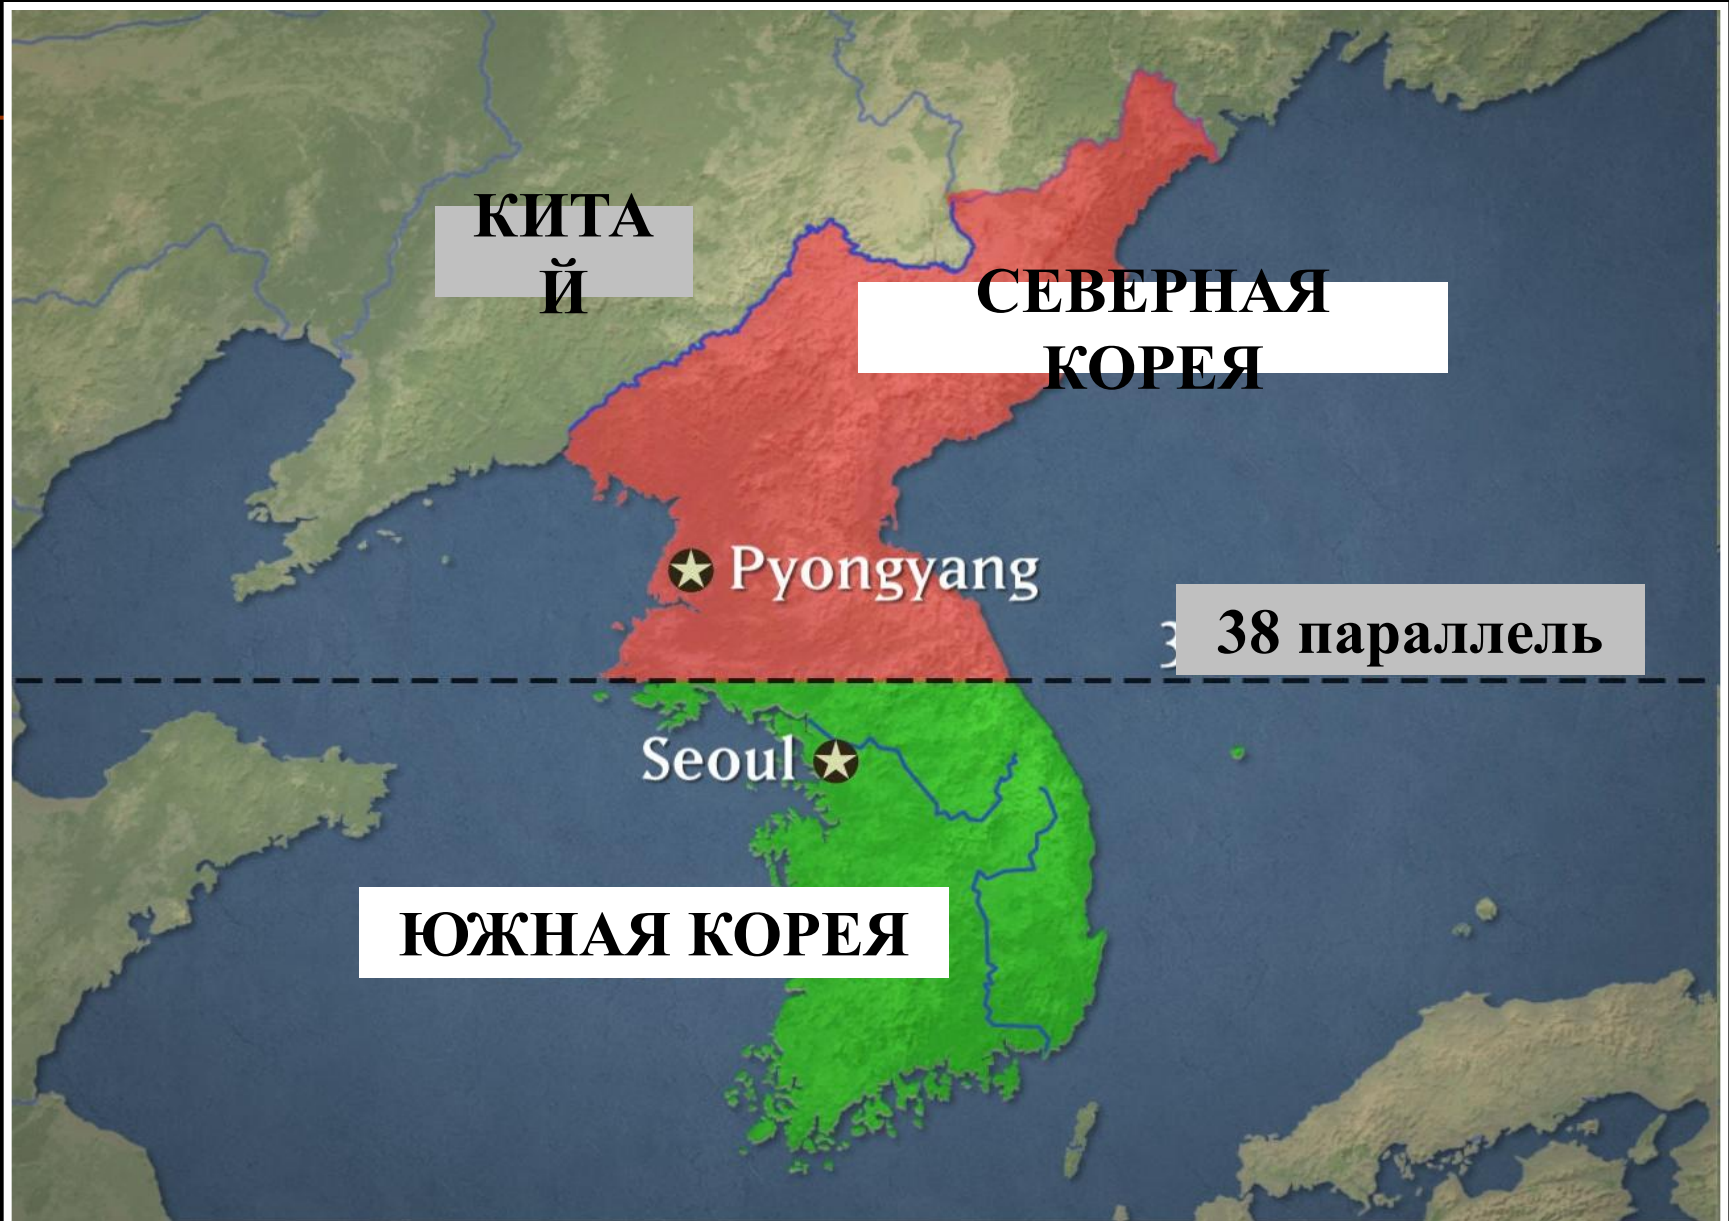 КИТА
Й
СЕВЕРНАЯ
КОРЕЯ
Pyongyang
38 параллель
Seoul
ЮЖНАЯ КОРЕЯ